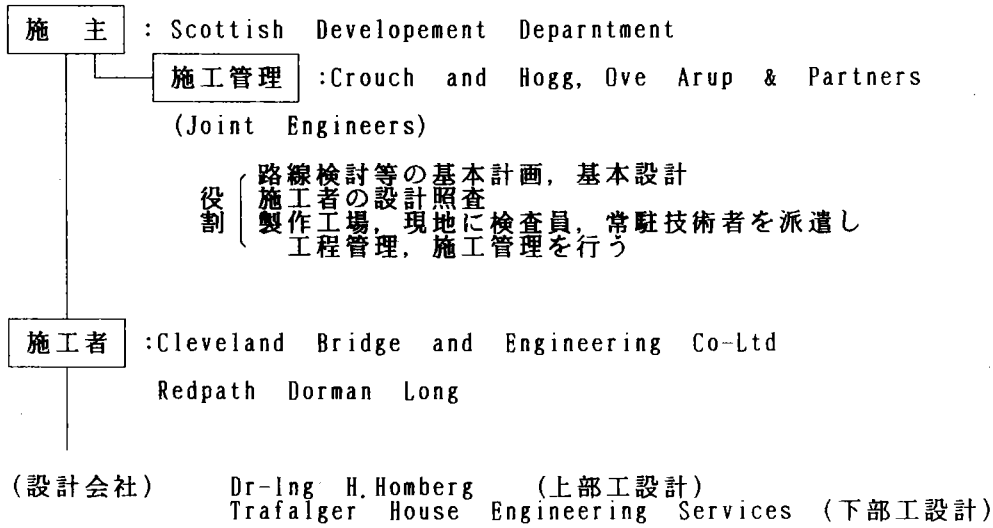 施　主 : Scottish Developement Deparntment
施工管理 :Crouch and Hogg, Ove Arup & Partners
(Joint Engineers)
役割
路線検討等の基本計画, 基本設計
施工者の設計照査
製作工場, 現地に検査員, 常駐技術者を派遣し
工程管理, 施工管理を行う
施工者 :Cleveland Bridge and Engineering Co-Ltd
Redpath Dorman Long
(設計会社) Dr-Ing H.Homberg (上部工設計)
Trafalger House Engineering Services (下部工設計)